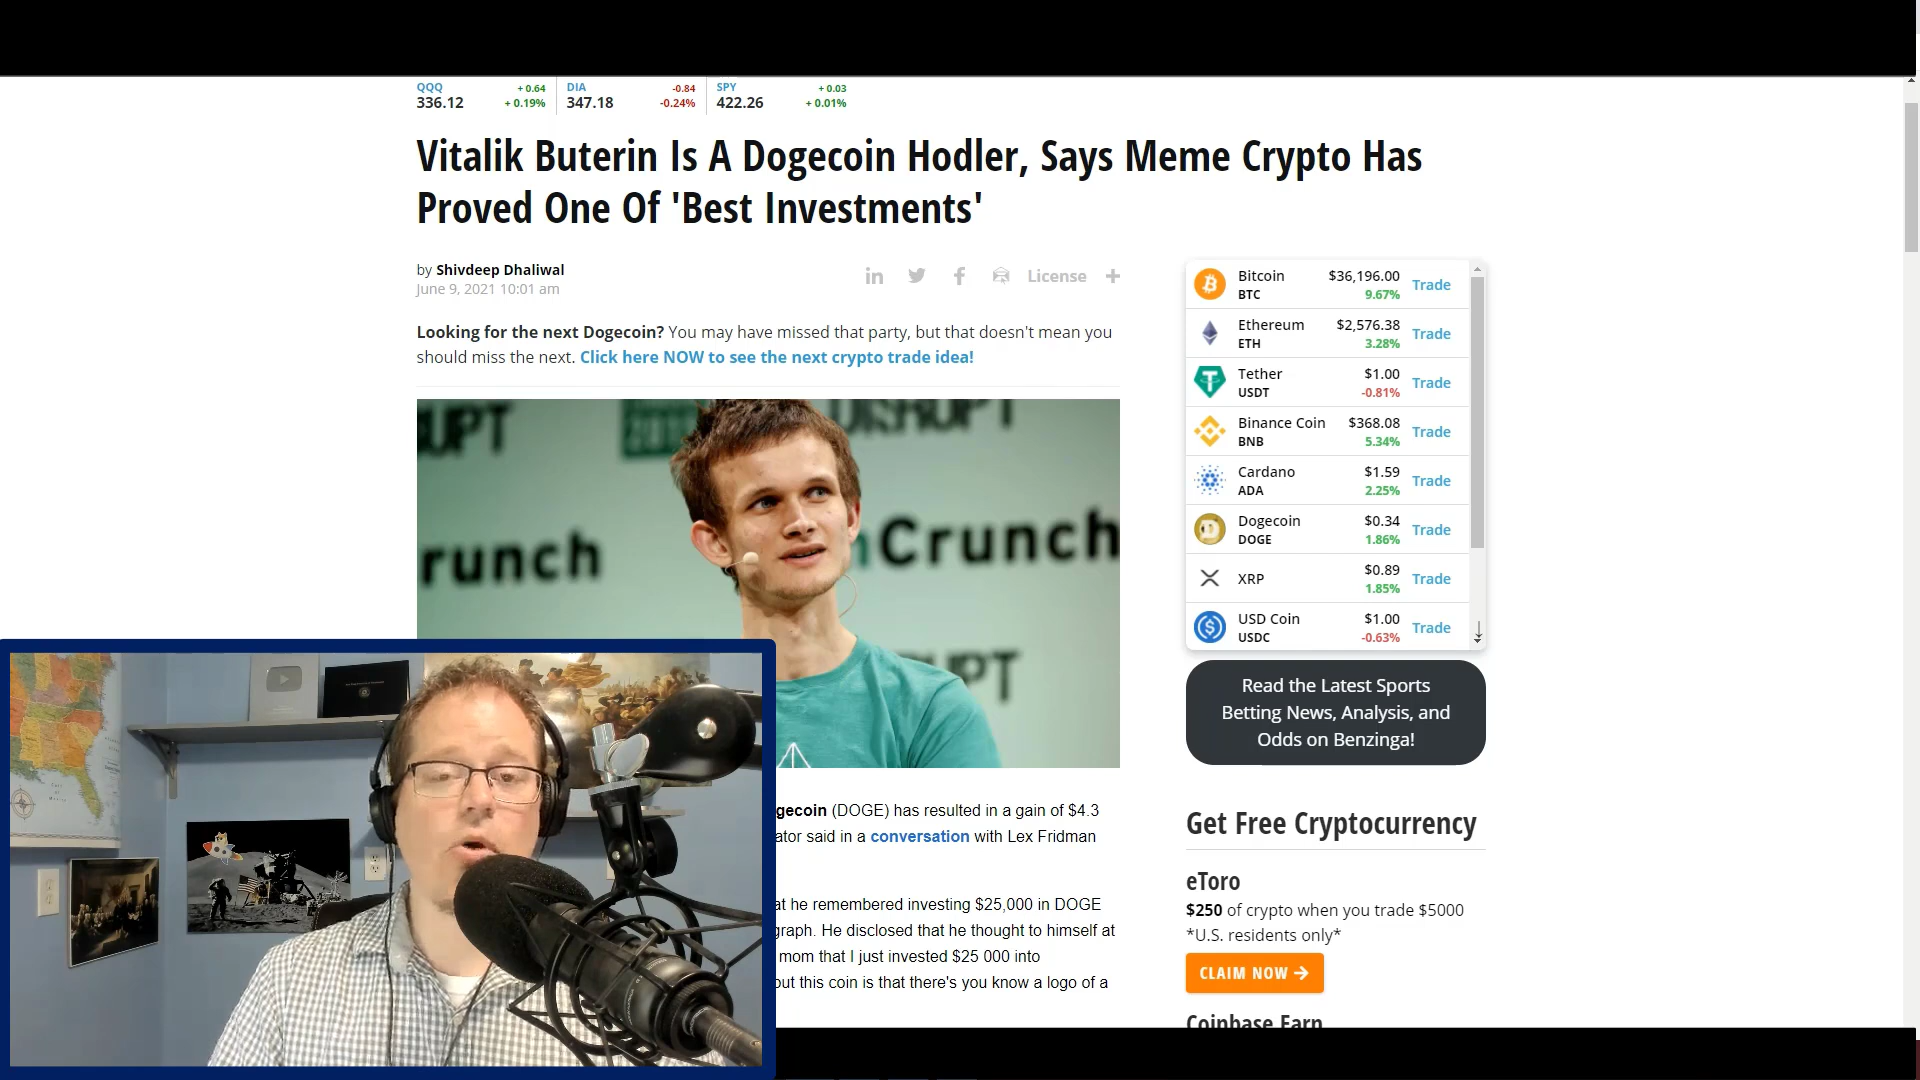 QQQ
+ 0.64
336.12
+ 0.19%
DIA
-0.84
347.18
-0.24%
SPY
+ 0.03
422.26
+ 0.01%
Vitalik Buterin Is A Dogecoin Hodler, Says Meme Crypto Has
Proved One Of 'Best Investments'
by Shivdeep Dhaliwal
June 9, 2021 10:01 am
License
Looking for the next Dogecoin? You may have missed that party, but that doesn't mean you
should miss the next. Click here NOW to see the next crypto trade idea!
UPT
DISRUPT
runch
Crunch
UPT
gecoin (DOGE) has resulted in a gain of $4.3
ator said in a conversation with Lex Fridman
at he remembered investing $25,000 in DOGE
graph. He disclosed that he thought to himself at
mom that I just invested $25 000 into
out this coin is that there's you know a logo of a
Bitcoin $36,196.00 Trade
BTC 9.67%
Ethereum $2,576.38 Trade
ETH 3.28%
Tether $1.00 Trade
USDT -0.81%
Binance Coin $368.08 Trade
BNB 5.34%
Cardano $1.59 Trade
ADA 2.25%
Dogecoin $0.34 Trade
DOGE 1.86%
XRP $0.89 Trade
1.85%
USD Coin $1.00 Trade
USDC -0.63%
Read the Latest Sports
Betting News, Analysis, and
Odds on Benzinga!
Get Free Cryptocurrency
eToro
$250 of crypto when you trade $5000
*U.S. residents only*
CLAIM NOW
Coinbase Earn